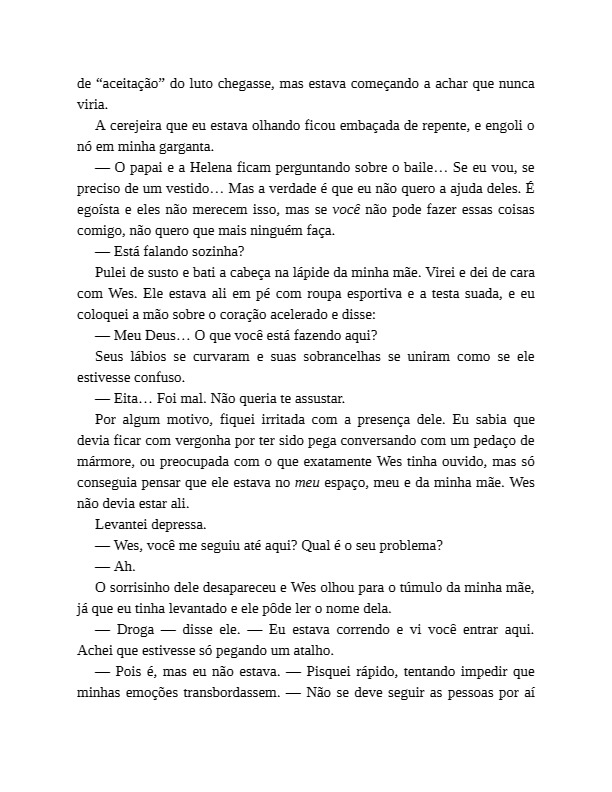 de “aceitação” do luto chegasse, mas estava começando a achar que nunca
viria.
A cerejeira que eu estava olhando ficou embaçada de repente, e engoli o
nó em minha garganta.
— O papai e a Helena ficam perguntando sobre o baile… Se eu vou, se
preciso de um vestido… Mas a verdade é que eu não quero a ajuda deles. É
egoísta e eles não merecem isso, mas se você não pode fazer essas coisas
comigo, não quero que mais ninguém faça.
— Está falando sozinha?
Pulei de susto e bati a cabeça na lápide da minha mãe. Virei e dei de cara
com Wes. Ele estava ali em pé com roupa esportiva e a testa suada, e eu
coloquei a mão sobre o coração acelerado e disse:
— Meu Deus… O que você está fazendo aqui?
Seus lábios se curvaram e suas sobrancelhas se uniram como se ele
estivesse confuso.
— Eita… Foi mal. Não queria te assustar.
Por algum motivo, fiquei irritada com a presença dele. Eu sabia que
devia ficar com vergonha por ter sido pega conversando com um pedaço de
mármore, ou preocupada com o que exatamente Wes tinha ouvido, mas só
conseguia pensar que ele estava no meu espaço, meu e da minha mãe. Wes
não devia estar ali.
Levantei depressa.
— Wes, você me seguiu até aqui? Qual é o seu problema?
— Ah.
O sorrisinho dele desapareceu e Wes olhou para o túmulo da minha mãe,
já que eu tinha levantado e ele pôde ler o nome dela.
— Droga — disse ele. — Eu estava correndo e vi você entrar aqui.
Achei que estivesse só pegando um atalho.
— Pois é, mas eu não estava. — Pisquei rápido, tentando impedir que
minhas emoções transbordassem. — Não se deve seguir as pessoas por aí